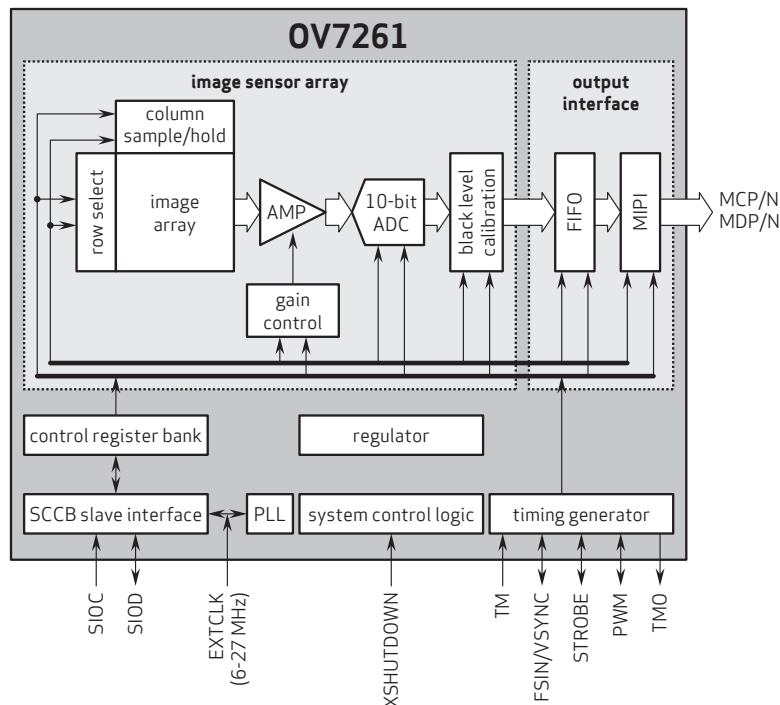 OV7261
image sensor array
output
interface
column
sample/hold
row select
image
array
AMP
10-bit
ADC
black level
calibration
FIFO
MIPI
MCP/N
MDP/N
gain
control
control register bank
regulator
SCCB slave interface
PLL
system control logic
timing generator
SIOC
SIOD
EXTCLK
(6-27 MHz)
XSHUTDOWN
TM
FSIN/VSYNC
STROBE
PWM
TMO